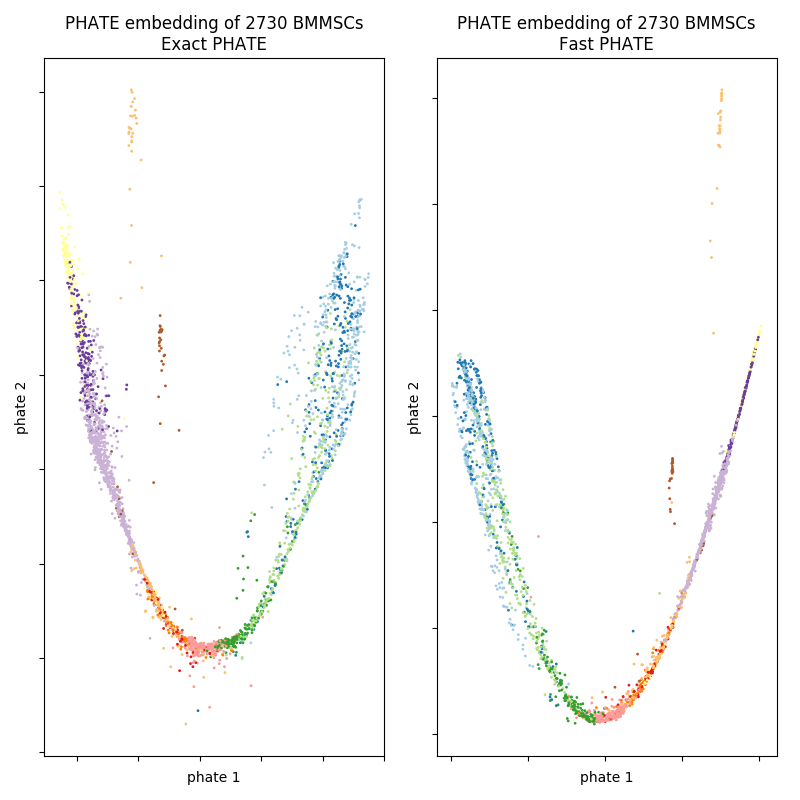 PHATE embedding of 2730 BMMSCs
Exact PHATE
phate 2
phate 1
PHATE embedding of 2730 BMMSCs
Fast PHATE
phate 2
phate 1